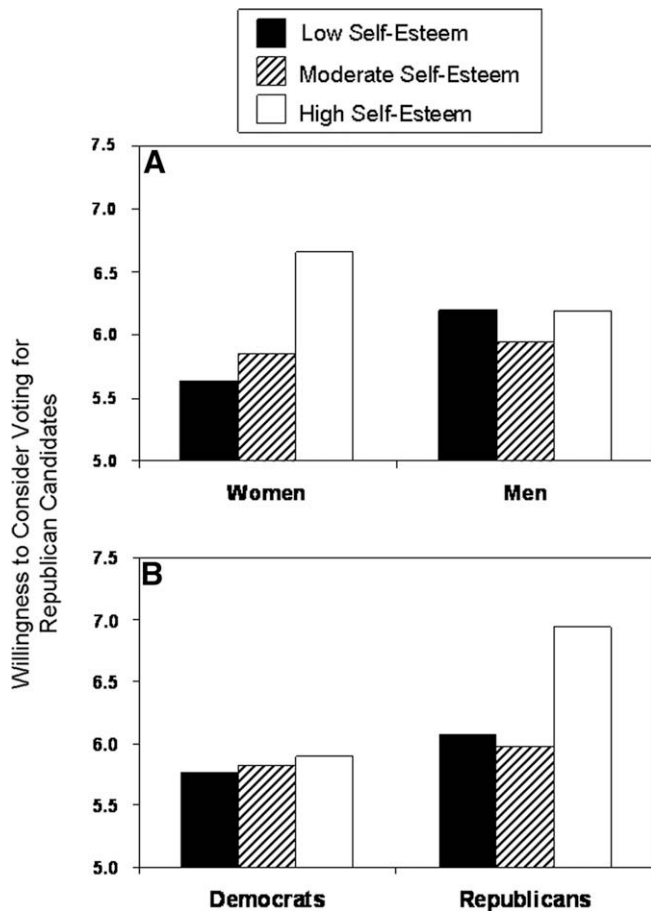 Low Self-Esteem
Moderate Self-Esteem
High Self-Esteem
Willingness to Consider Voting for
Republican Candidates
A
7.5
7.0
6.5
6.0
5.5
5.0
Women Men
B
7.5
7.0
6.5
6.0
5.5
5.0
Democrats Republicans